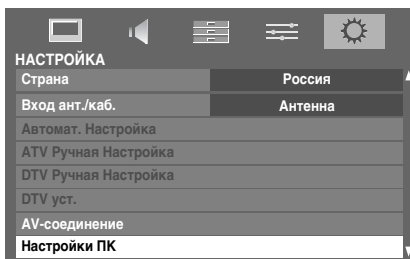 НАСТРОЙКА
Страна Россия
Вход ант./каб. Антенна
Автомат. Настройка
ATV Ручная Настройка
DTV Ручная Настройка
DTV уст.
AV-соединение
Настройки ПК